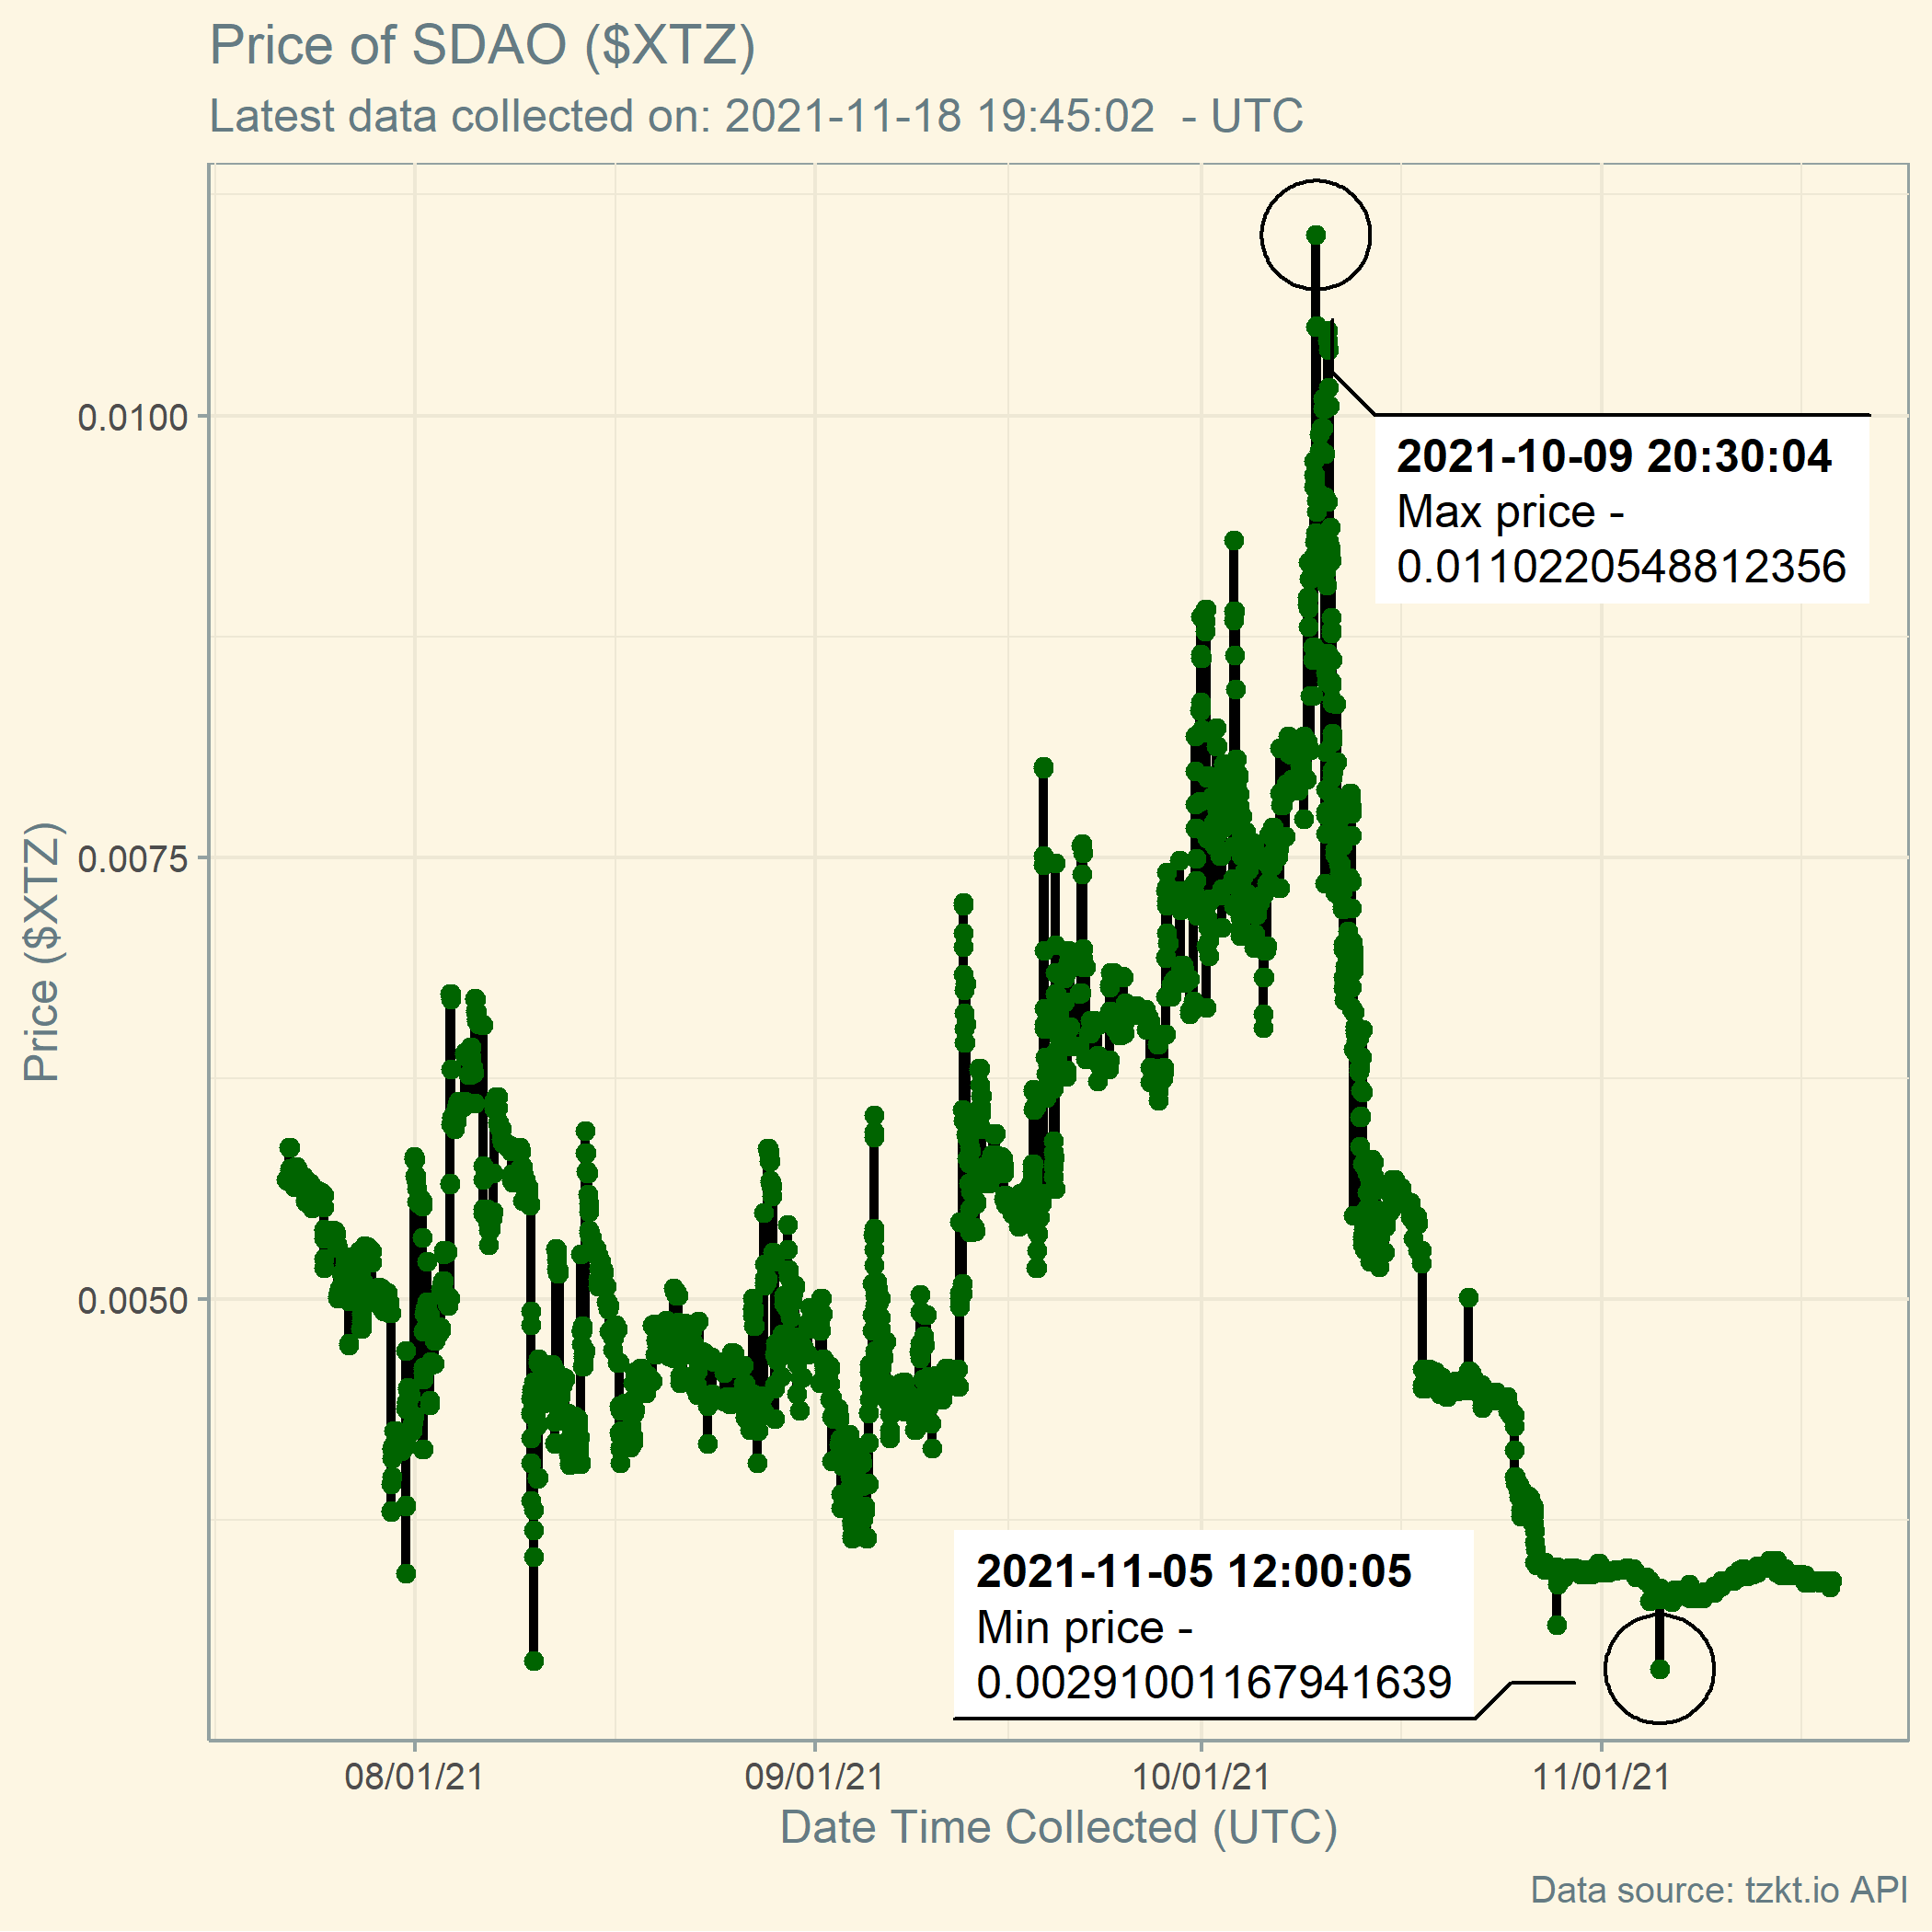 Price of SDAO ($XTZ)
Latest data collected on: 2021-11-18 19:45:02  - UTC
0.0100
0.0075
0.0050
Price ($XTZ)
2021-10-09 20:30:04
Max price -
0.0110220548812356
2021-11-05 12:00:05
Min price -
0.00291001167941639
08/01/21
09/01/21
10/01/21
11/01/21
Date Time Collected (UTC)
Data source: tzkt.io API